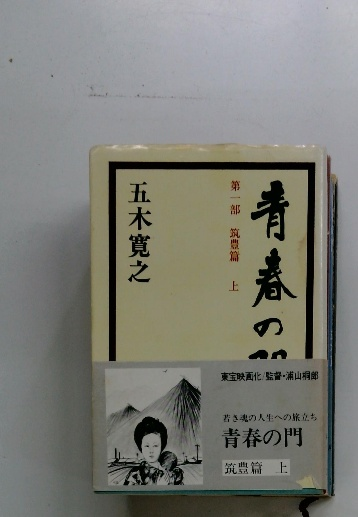 青春の門
第一部 筑豊篇 上
五木寛之
東宝映画化/監督・浦山桐郎
若き魂の人生への旅立ち
青春の門
筑豊篇 上